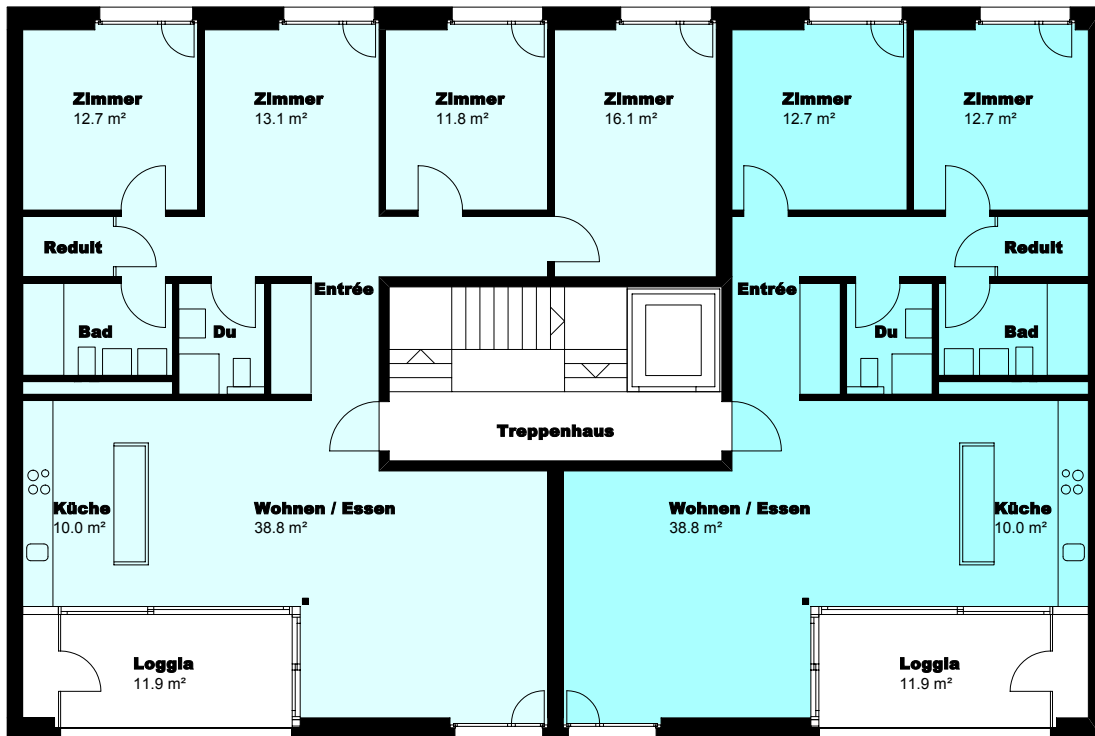 Zimmer
12.7 m²
Zimmer
13.1 m²
Zimmer
11.8 m²
Zimmer
16.1 m²
Zimmer
12.7 m²
Zimmer
12.7 m²
Reduit
Reduit
Entrée
Entrée
Bad
Du
Du
Bad
Treppenhaus
Küche
10.0 m²
Wohnen / Essen
38.8 m²
Wohnen / Essen
38.8 m²
Küche
10.0 m²
Loggia
11.9 m²
Loggia
11.9 m²